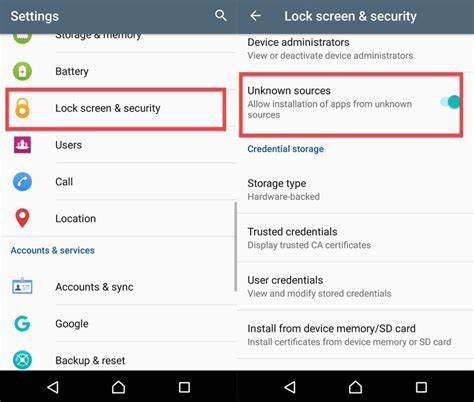 Settings
Storage & memory
Battery
Lock screen & security
Users
Call
Location
Accounts & services
Accounts & sync
Google
Backup & reset
Lock screen & security
Device administrators
View or deactivate device administrators
Unknown sources
Allow installation of apps from unknown
sources
Credential storage
Storage type
Hardware-backed
Trusted credentials
Display trusted CA certificates
User credentials
View and modify stored credentials
Install from device memory/SD card
Install certificates from device memory or SD card